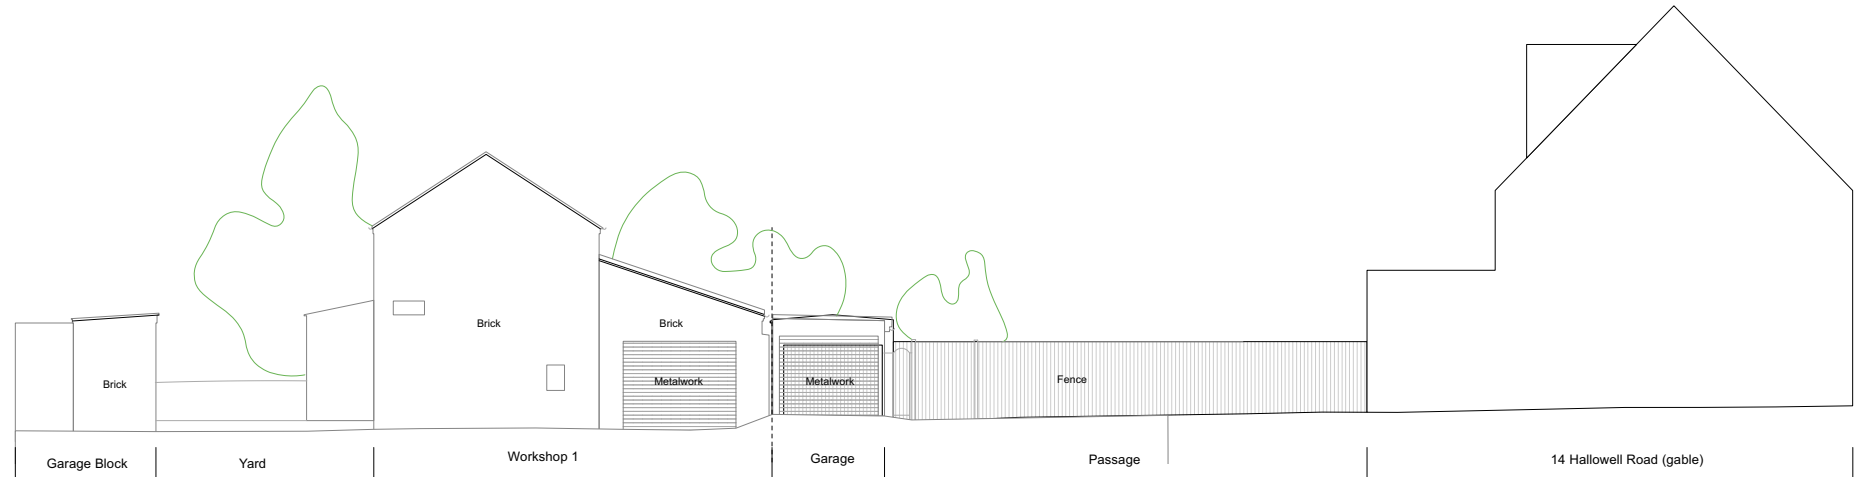 Brick
Brick
Brick
Metalwork
Metalwork
Fence
Garage Block
Yard
Workshop 1
Garage
Passage
14 Hallowell Road (gable)